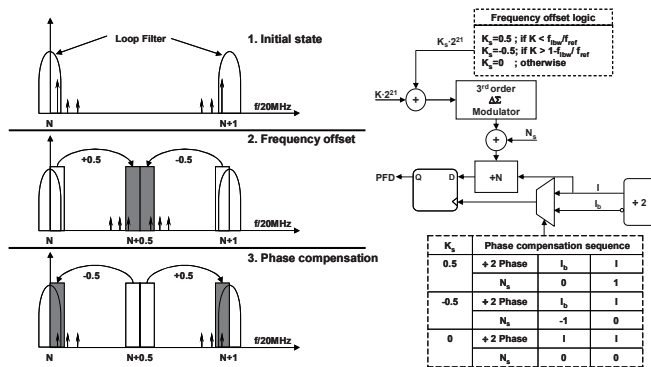 Loop Filter
1. Initial state
f/20MHz
N
N+1
2. Frequency offset
+0.5
-0.5
f/20MHz
N
N+0.5
N+1
3. Phase compensation
-0.5
+0.5
f/20MHz
N
N+0.5
N+1
Frequency offset logic
Ks=0.5 ; if K < flbw/fref
Ks=-0.5; if K > 1-flbw/ fref
Ks=0 ; otherwise
Ks·2^21
K·2^21
+
3rd order
ΔΣ
Modulator
+
Ns
÷N
PFD
Q
D
I
Ib
÷ 2
Ks
Phase compensation sequence
0.5
÷ 2 Phase
Ib
I
Ns
0
1
-0.5
÷ 2 Phase
Ib
I
Ns
-1
0
0
÷ 2 Phase
I
I
Ns
0
0